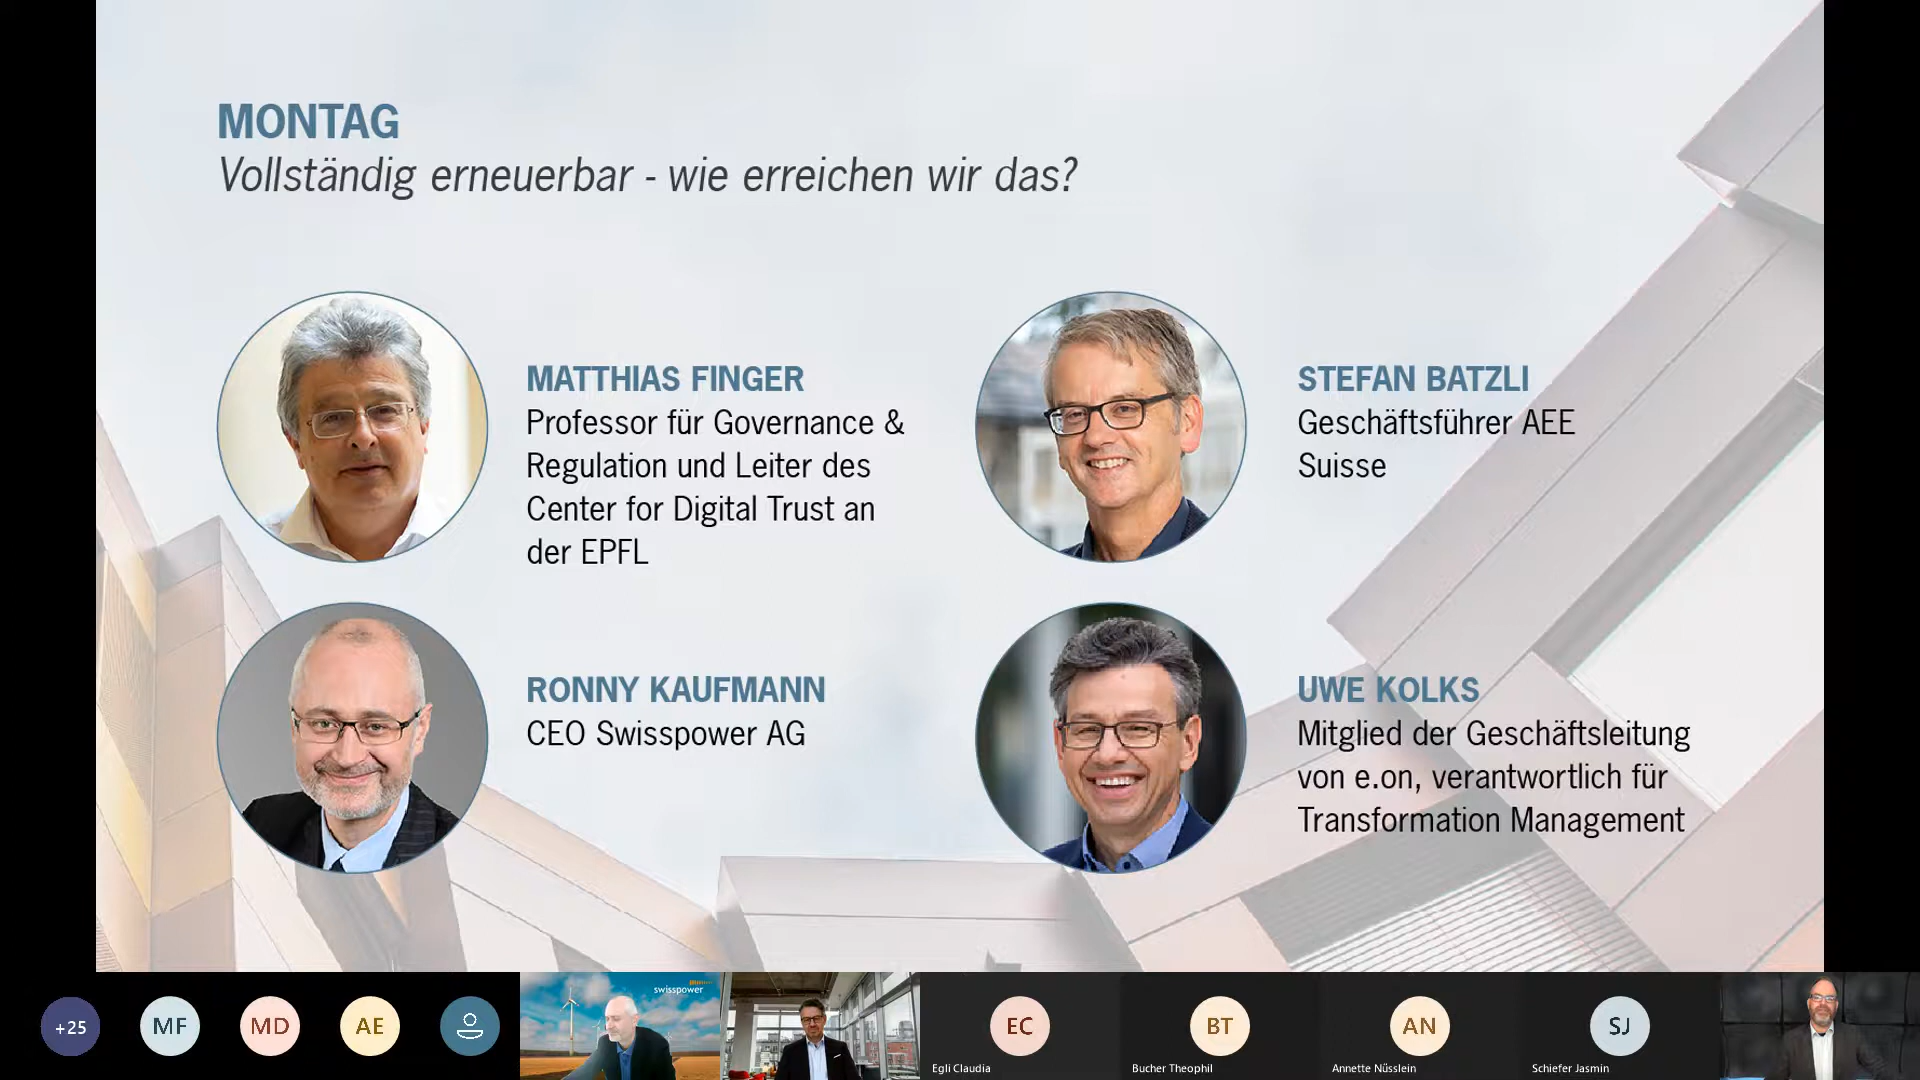 MONTAG
Vollständig erneuerbar - wie erreichen wir das?
MATTHIAS FINGER
Professor für Governance &
Regulation und Leiter des
Center for Digital Trust an
der EPFL
STEFAN BATZLI
Geschäftsführer AEE
Suisse
RONNY KAUFMANN
CEO Swisspower AG
UWE KOLKS
Mitglied der Geschäftsleitung
von e.on, verantwortlich für
Transformation Management
+25
MF
MD
AE
swisspower
EC
Egli Claudia
BT
Bucher Theophil
AN
Annette Nüsslein
SJ
Schiefer Jasmin